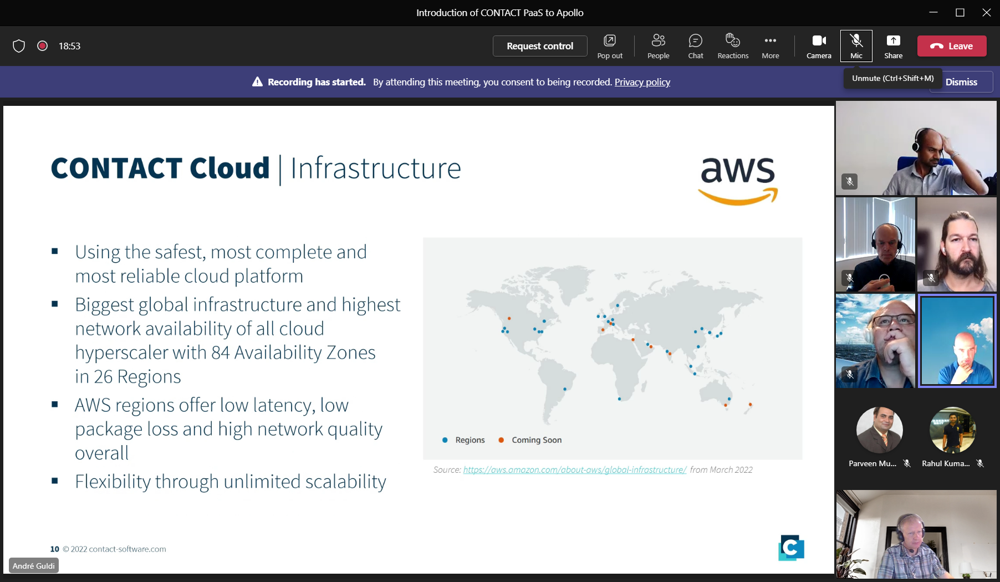 Introduction of CONTACT PaaS to Apollo
18:53
Request control
Pop out
People
Chat
Reactions
More
Camera
Mic
Share
Leave
Recording has started. By attending this meeting, you consent to being recorded. Privacy policy
Unmute (Ctrl+Shift+M)
Dismiss
CONTACT Cloud | Infrastructure
aws
Using the safest, most complete and
most reliable cloud platform
Biggest global infrastructure and highest
network availability of all cloud
hyperscaler with 84 Availability Zones
in 26 Regions
AWS regions offer low latency, low
package loss and high network quality
overall
Flexibility through unlimited scalability
Regions
Coming Soon
Source: https://aws.amazon.com/about-aws/global-infrastructure/ from March 2022
10 © 2022 contact-software.com
C
André Guldi
Parveen Mu...
Rahul Kuma...